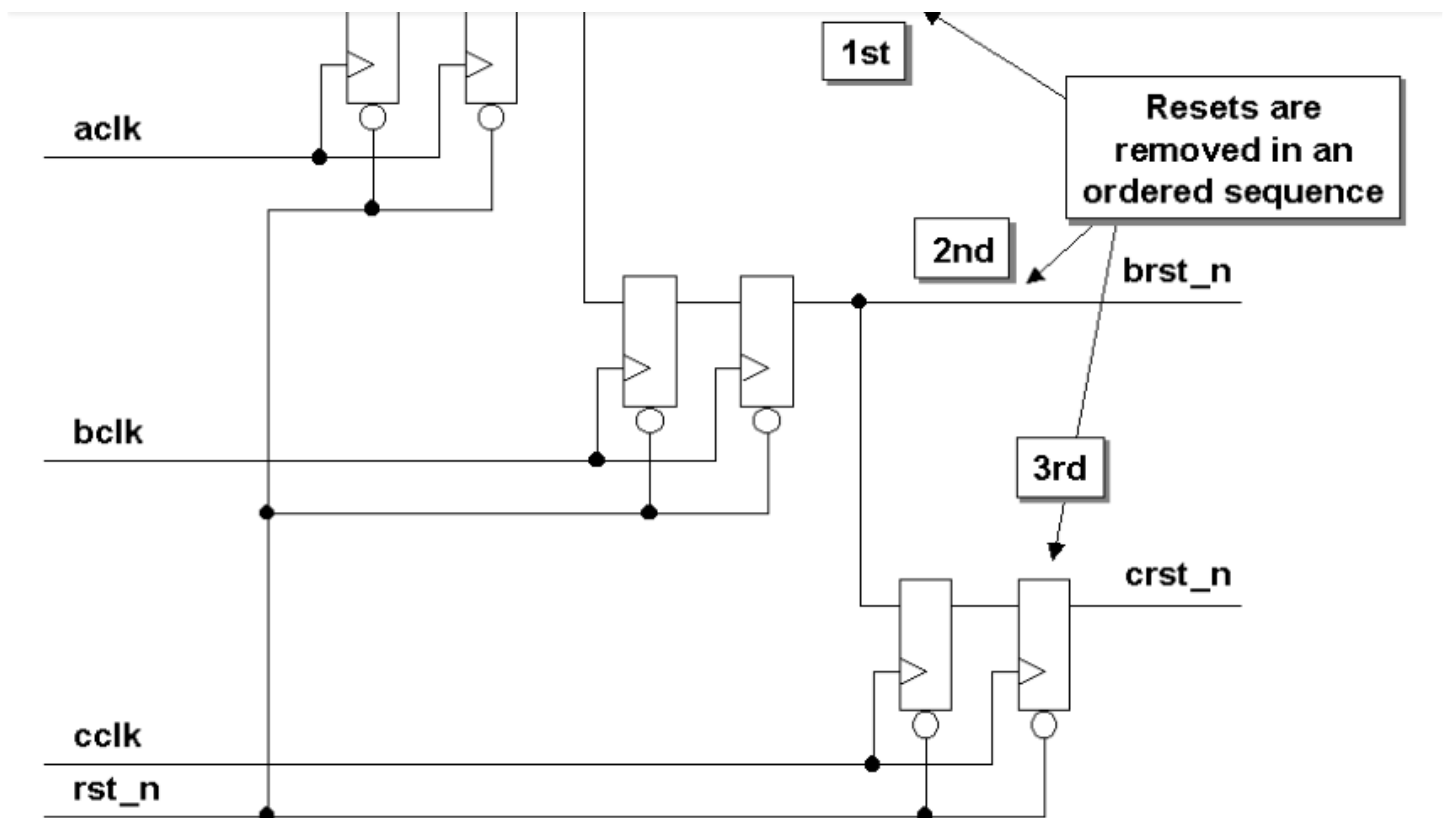 1st
Resets are
removed in an
ordered sequence
aclk
2nd
brst_n
bclk
3rd
crst_n
cclk
rst_n